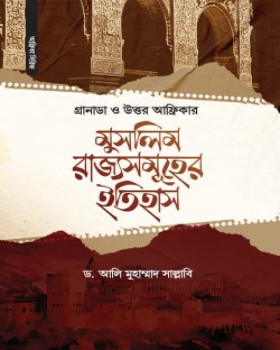 গ্রানাডা ও উত্তর আফ্রিকার
মুসলিম
রাজ্যসমূহের
ইতিহাস
ড. আলি মুহাম্মাদ সাল্লাবি